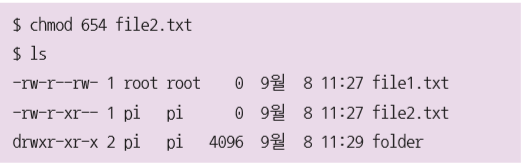 $ chmod 654 file2.txt
$ ls
-rw-r--rw- 1 root root 0 9월 8 11:27 file1.txt
-rw-r-xr-- 1 pi pi 0 9월 8 11:27 file2.txt
drwxr-xr-x 2 pi pi 4096 9월 8 11:29 folder